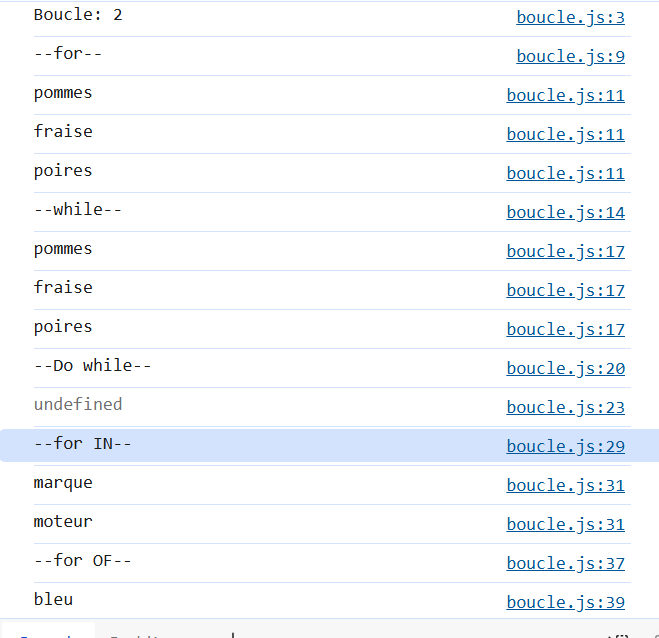 Boucle: 2 boucle.js:3
--for-- boucle.js:9
pommes boucle.js:11
fraise boucle.js:11
poires boucle.js:11
--while-- boucle.js:14
pommes boucle.js:17
fraise boucle.js:17
poires boucle.js:17
--Do while-- boucle.js:20
undefined boucle.js:23
--for IN-- boucle.js:29
marque boucle.js:31
moteur boucle.js:31
--for OF-- boucle.js:37
bleu boucle.js:39